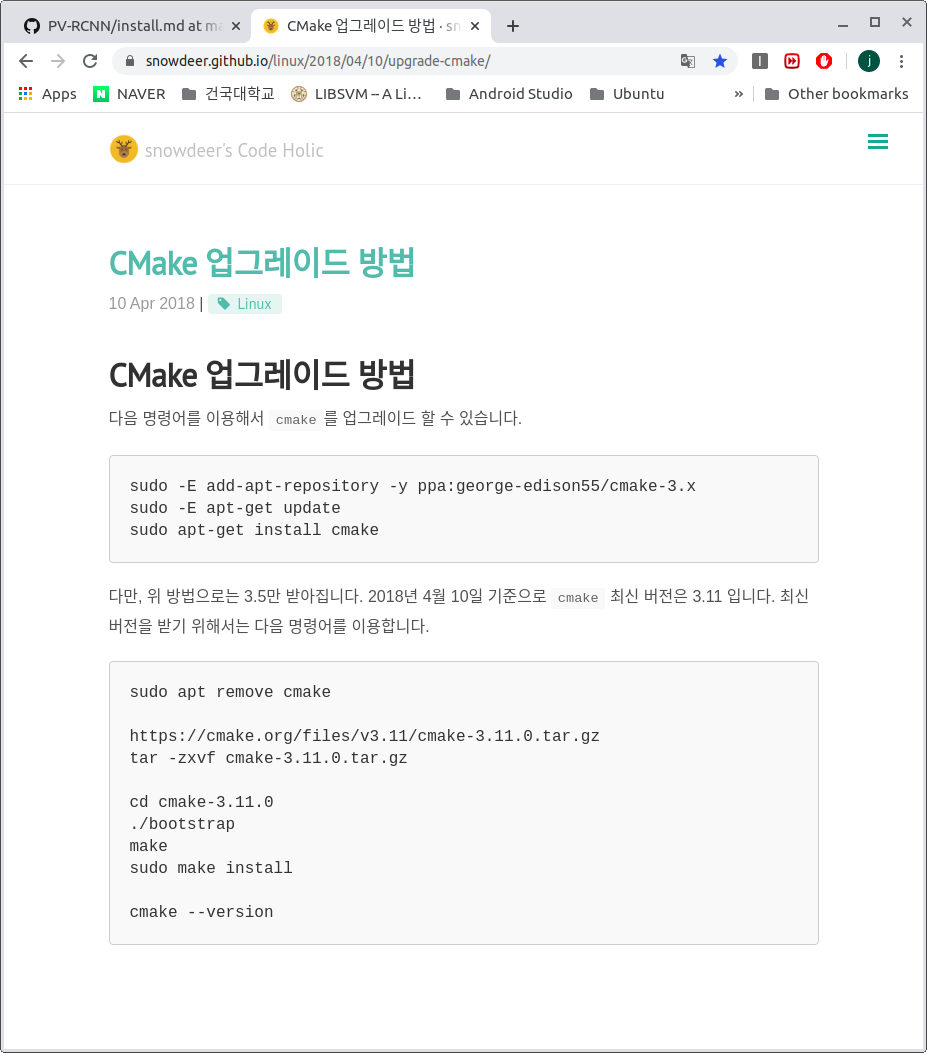 PV-RCNN/install.md at ma
CMake 업그레이드 방법 · sn
snowdeer.github.io/linux/2018/04/10/upgrade-cmake/
j
Apps
NAVER
건국대학교
LIBSVM -- A Li…
Android Studio
Ubuntu
»
Other bookmarks
snowdeer's Code Holic
CMake 업그레이드 방법
10 Apr 2018 | Linux
CMake 업그레이드 방법
다음 명령어를 이용해서 cmake 를 업그레이드 할 수 있습니다.
sudo -E add-apt-repository -y ppa:george-edison55/cmake-3.x
sudo -E apt-get update
sudo apt-get install cmake
다만, 위 방법으로는 3.5만 받아집니다. 2018년 4월 10일 기준으로 cmake 최신 버전은 3.11 입니다. 최신
버전을 받기 위해서는 다음 명령어를 이용합니다.
sudo apt remove cmake
https://cmake.org/files/v3.11/cmake-3.11.0.tar.gz
tar -zxvf cmake-3.11.0.tar.gz
cd cmake-3.11.0
./bootstrap
make
sudo make install
cmake --version